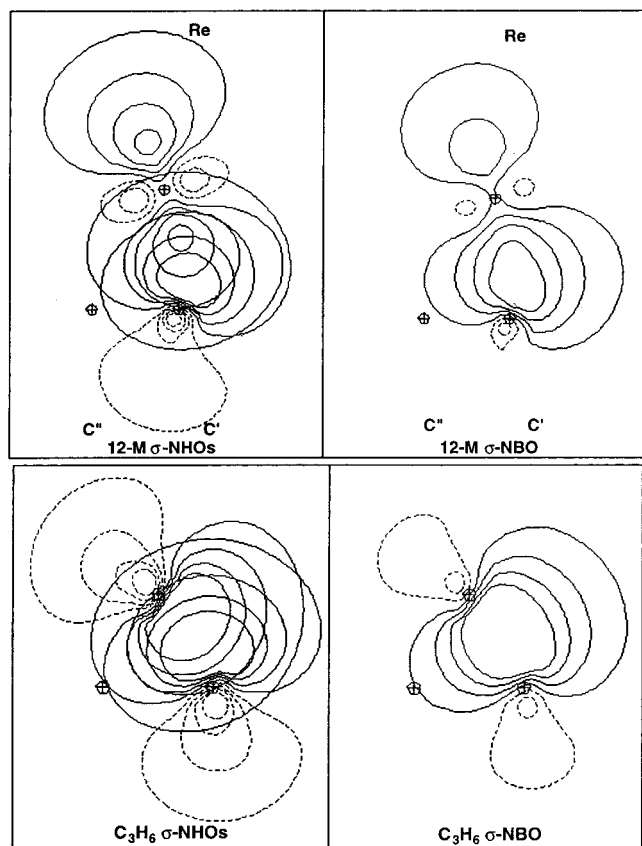 Re
Re
C" C'
12-M σ-NHOs
C" C'
12-M σ-NBO
C₃H₆ σ-NHOs
C₃H₆ σ-NBO